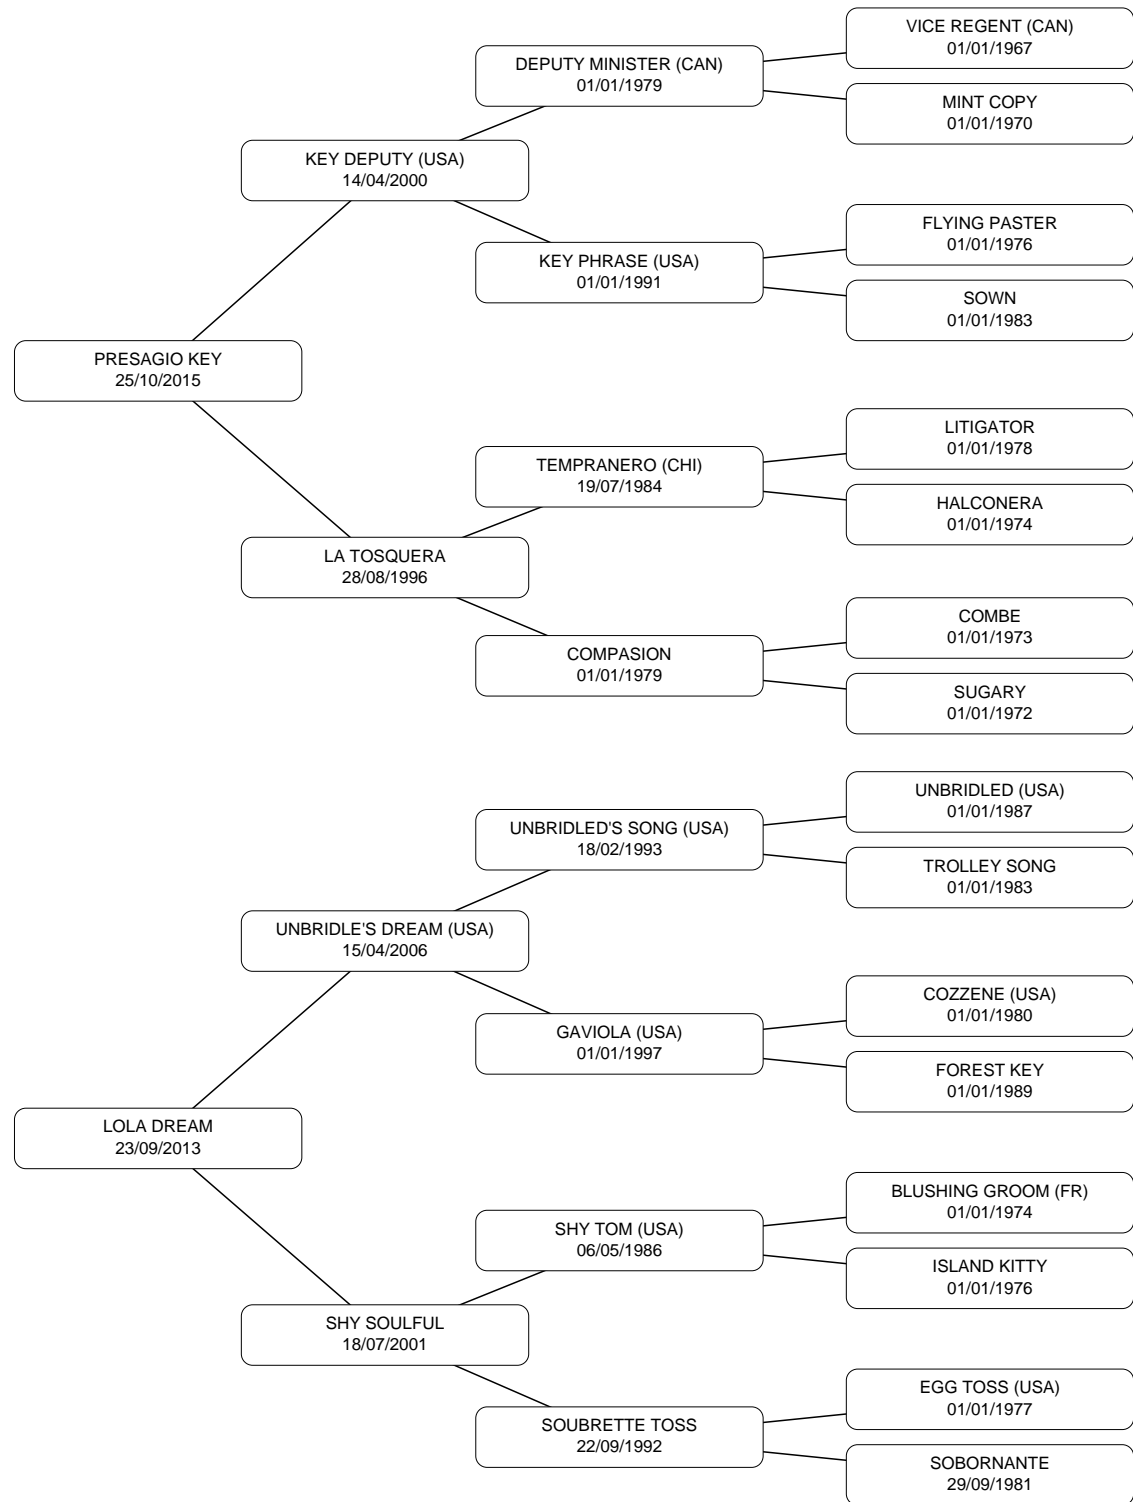 VICE REGENT (CAN)
01/01/1967
DEPUTY MINISTER (CAN)
01/01/1979
MINT COPY
01/01/1970
KEY DEPUTY (USA)
14/04/2000
FLYING PASTER
01/01/1976
KEY PHRASE (USA)
01/01/1991
SOWN
01/01/1983
PRESAGIO KEY
25/10/2015
LITIGATOR
01/01/1978
TEMPRANERO (CHI)
19/07/1984
HALCONERA
01/01/1974
LA TOSQUERA
28/08/1996
COMBE
01/01/1973
COMPASION
01/01/1979
SUGARY
01/01/1972
UNBRIDLED (USA)
01/01/1987
UNBRIDLED'S SONG (USA)
18/02/1993
TROLLEY SONG
01/01/1983
UNBRIDLE'S DREAM (USA)
15/04/2006
COZZENE (USA)
01/01/1980
GAVIOLA (USA)
01/01/1997
FOREST KEY
01/01/1989
LOLA DREAM
23/09/2013
BLUSHING GROOM (FR)
01/01/1974
SHY TOM (USA)
06/05/1986
ISLAND KITTY
01/01/1976
SHY SOULFUL
18/07/2001
EGG TOSS (USA)
01/01/1977
SOUBRETTE TOSS
22/09/1992
SOBORNANTE
29/09/1981